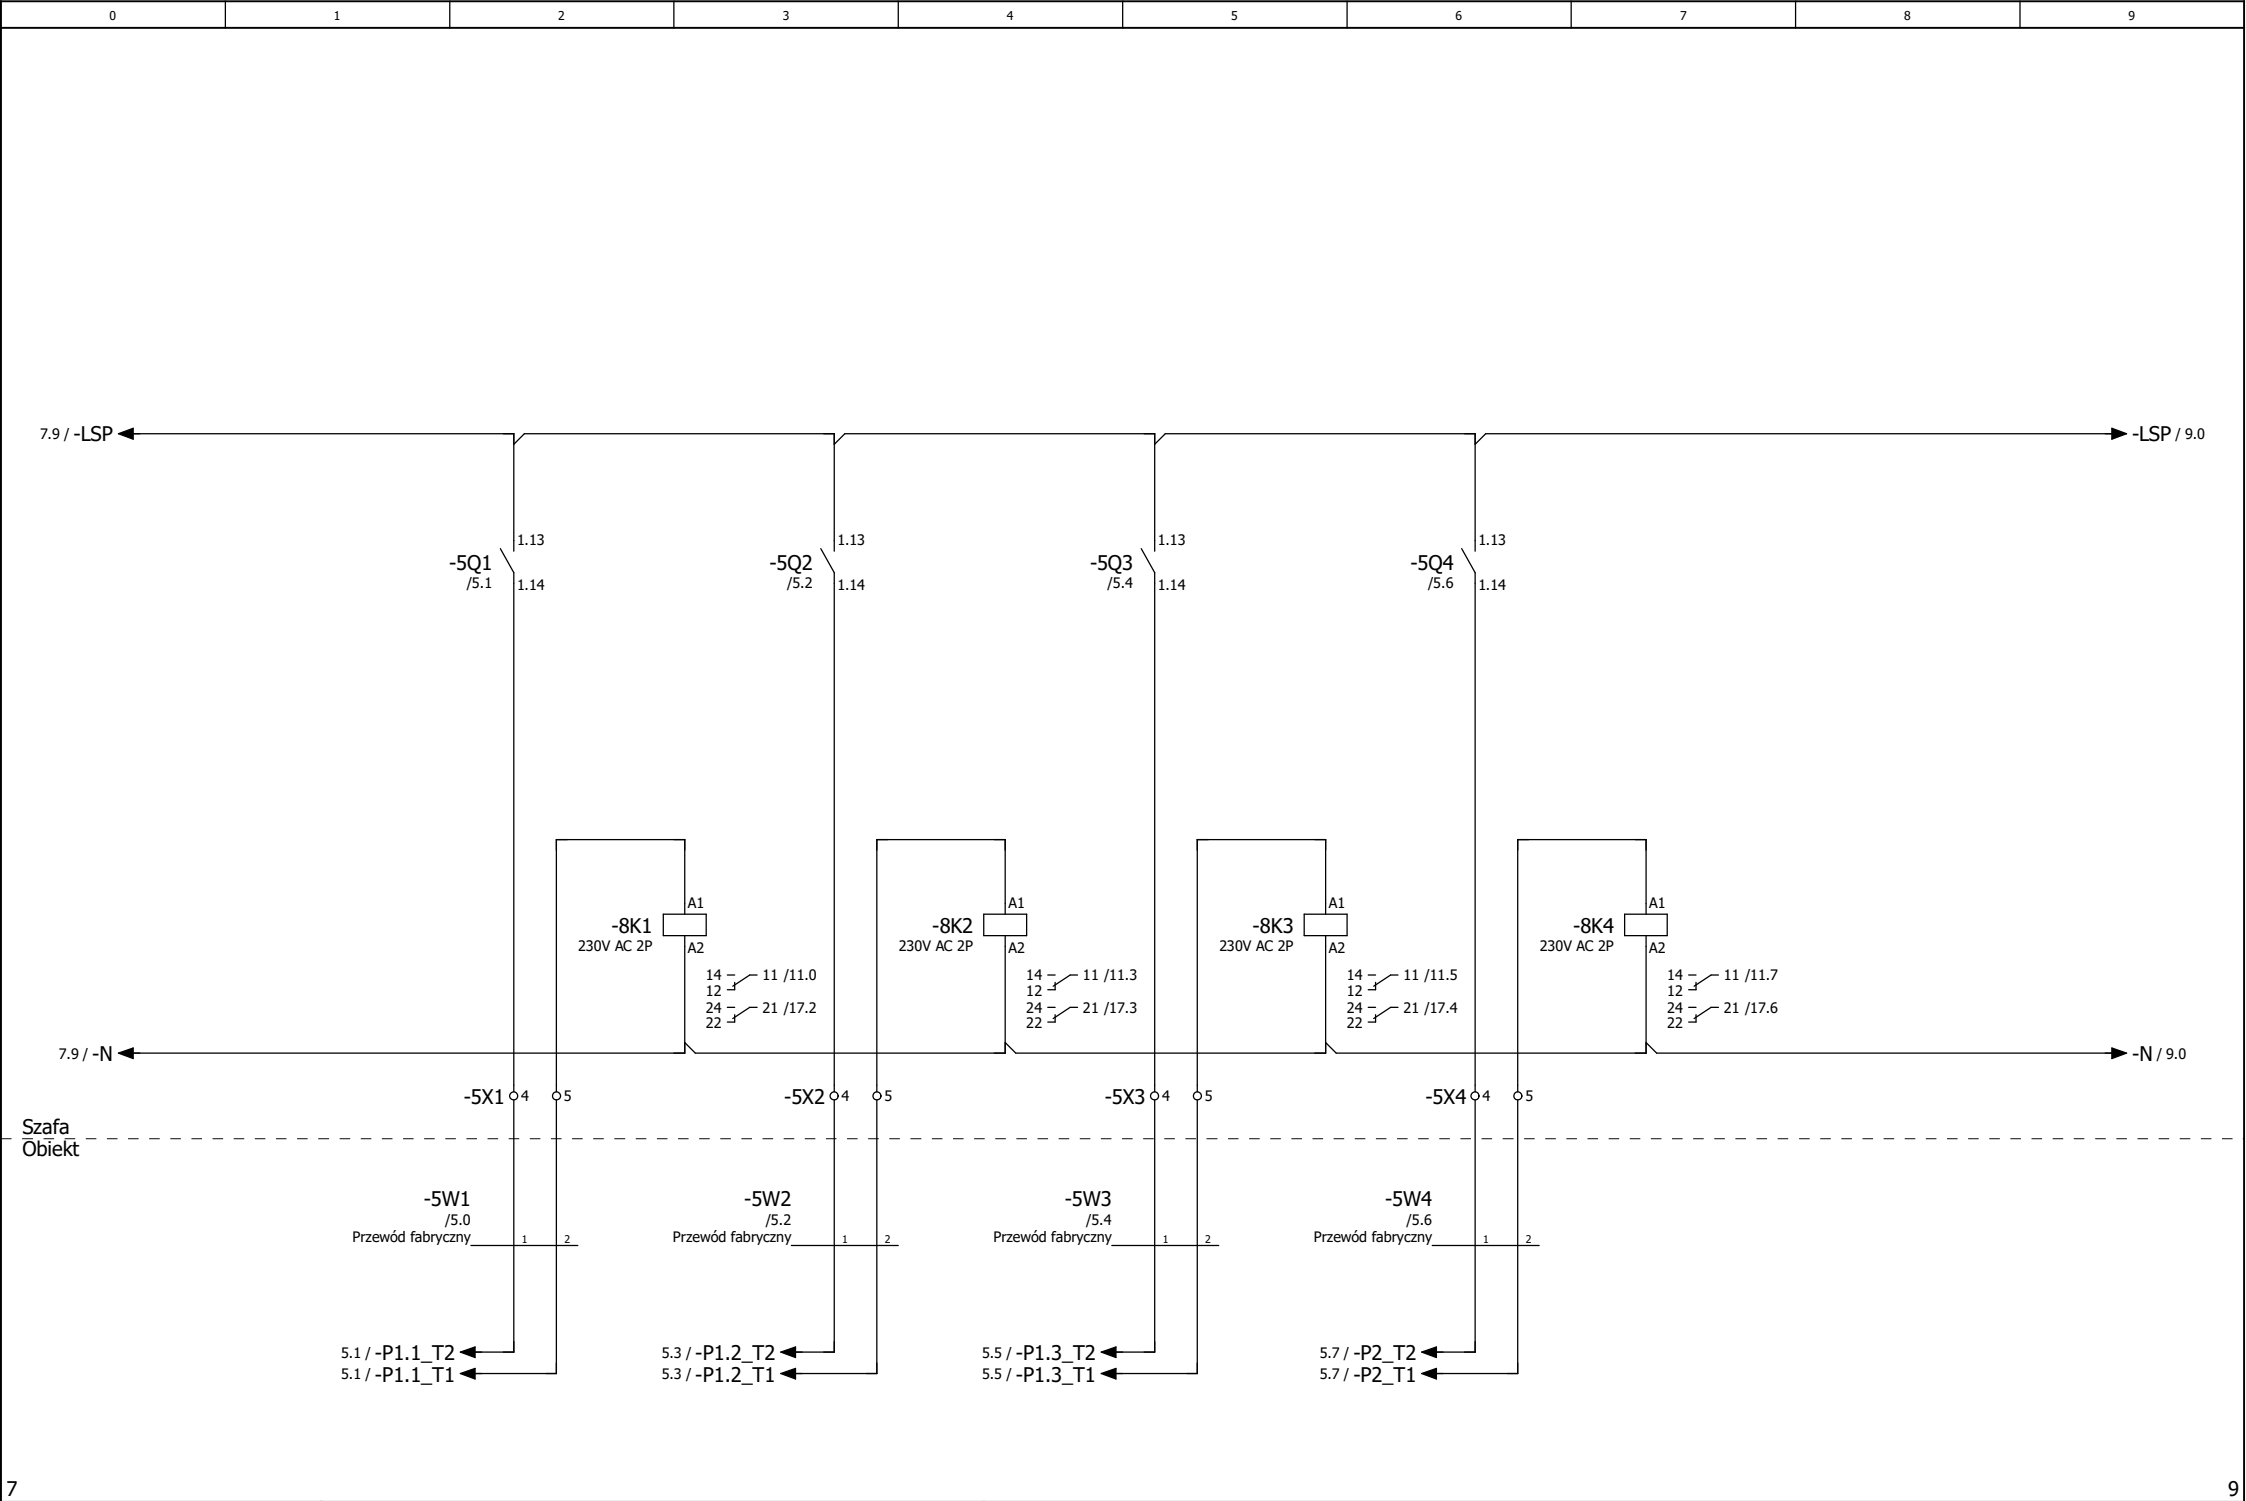 0 1 2 3 4 5 6 7 8 9
7.9 / -LSP -LSP / 9.0
1.13 1.13 1.13 1.13
-5Q1 -5Q2 -5Q3 -5Q4
/5.1 1.14 /5.2 1.14 /5.4 1.14 /5.6 1.14
A1 A1 A1 A1
-8K1 -8K2 -8K3 -8K4
230V AC 2P A2 230V AC 2P A2 230V AC 2P A2 230V AC 2P A2
14 11 /11.0 14 11 /11.3 14 11 /11.5 14 11 /11.7
12 12 12 12
24 21 /17.2 24 21 /17.3 24 21 /17.4 24 21 /17.6
22 22 22 22
7.9 / -N -N / 9.0
-5X1 4 5 -5X2 4 5 -5X3 4 5 -5X4 4 5
Szafa
Obiekt
-5W1 -5W2 -5W3 -5W4
/5.0 /5.2 /5.4 /5.6
Przewód fabryczny 1 2 Przewód fabryczny 1 2 Przewód fabryczny 1 2 Przewód fabryczny 1 2
5.1 / -P1.1_T2 5.3 / -P1.2_T2 5.5 / -P1.3_T2 5.7 / -P2_T2
5.1 / -P1.1_T1 5.3 / -P1.2_T1 5.5 / -P1.3_T1 5.7 / -P2_T1
7 9